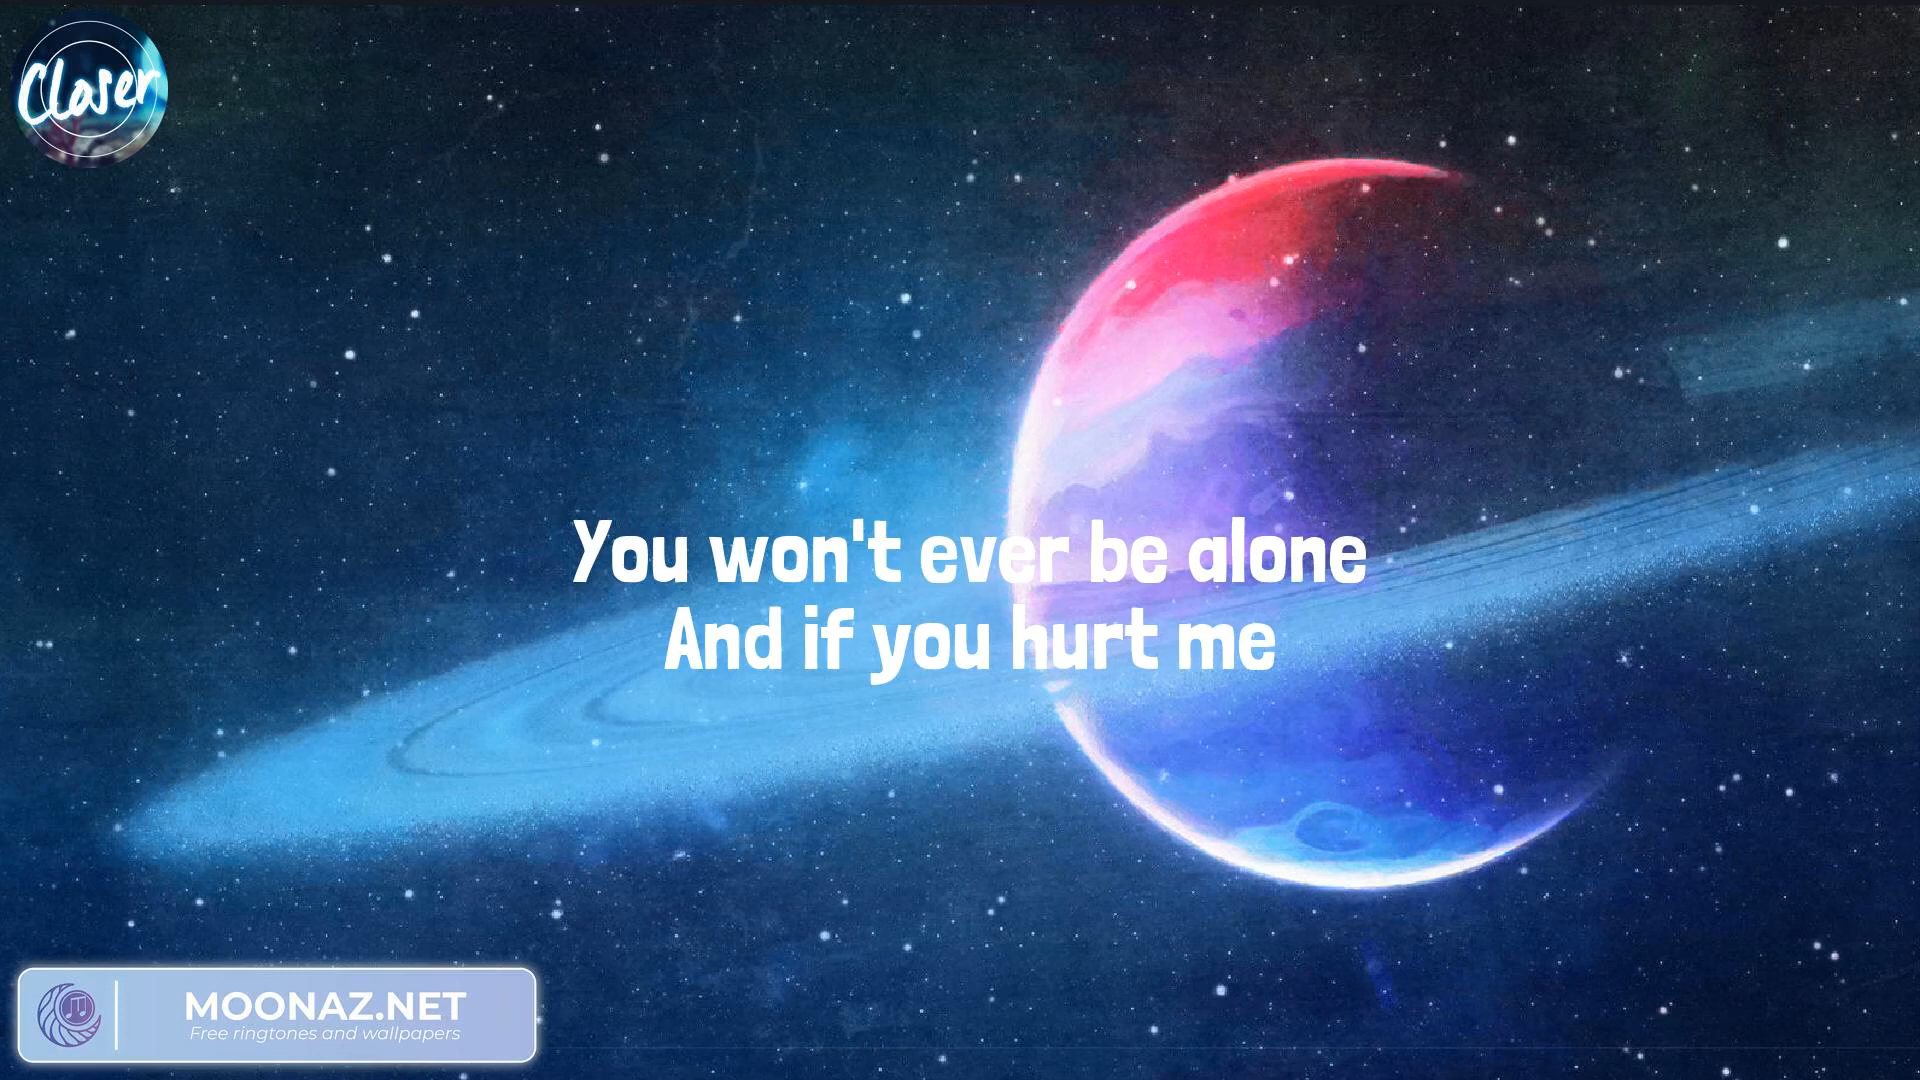 Closer
You won't ever be alone
And if you hurt me
MOONAZ.NET
Free ringtones and wallpapers